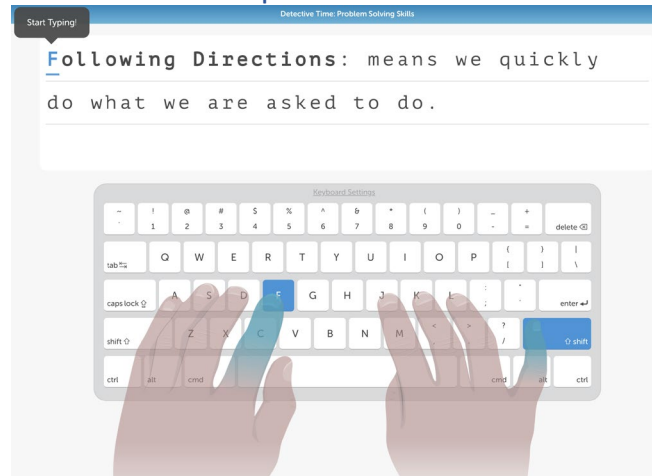 Detective Time: Problem Solving Skills
Start Typing!
Following Directions: means we quickly
do what we are asked to do.
Keyboard Settings
~ ! @ # $ % ^ & * ( ) _ +
` 1 2 3 4 5 6 7 8 9 0 - = delete
tab Q W E R T Y U I O P { } |
[ ] \
caps lock A S D F G H J K L : "
; ' enter
shift Z X C V B N M < > ? shift
/
ctrl alt cmd cmd alt ctrl